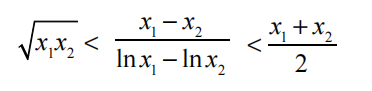 √(x₁x₂) < (x₁ − x₂)/(ln x₁ − ln x₂) < (x₁ + x₂)/2